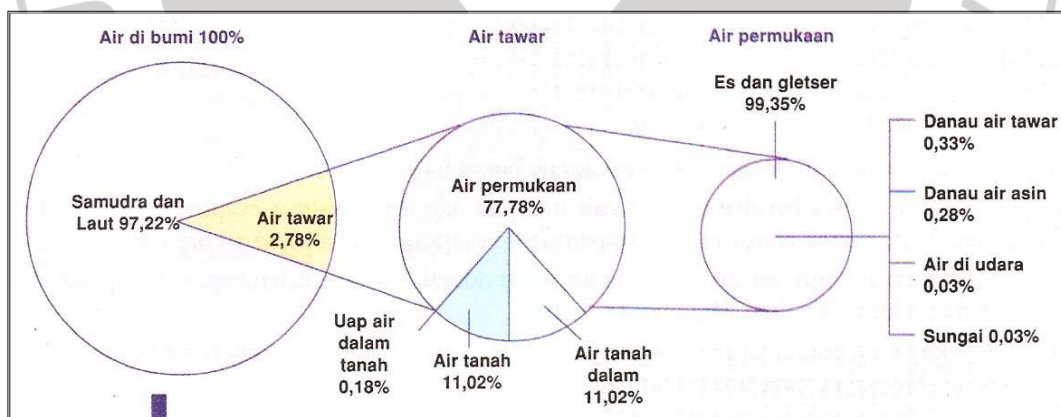 Air di bumi 100%
Air tawar
Air permukaan
Samudra dan
Laut 97,22%
Air tawar
2,78%
Air permukaan
77,78%
Uap air
dalam
tanah
0,18%
Air tanah
11,02%
Air tanah
dalam
11,02%
Es dan gletser
99,35%
Danau air tawar
0,33%
Danau air asin
0,28%
Air di udara
0,03%
Sungai 0,03%